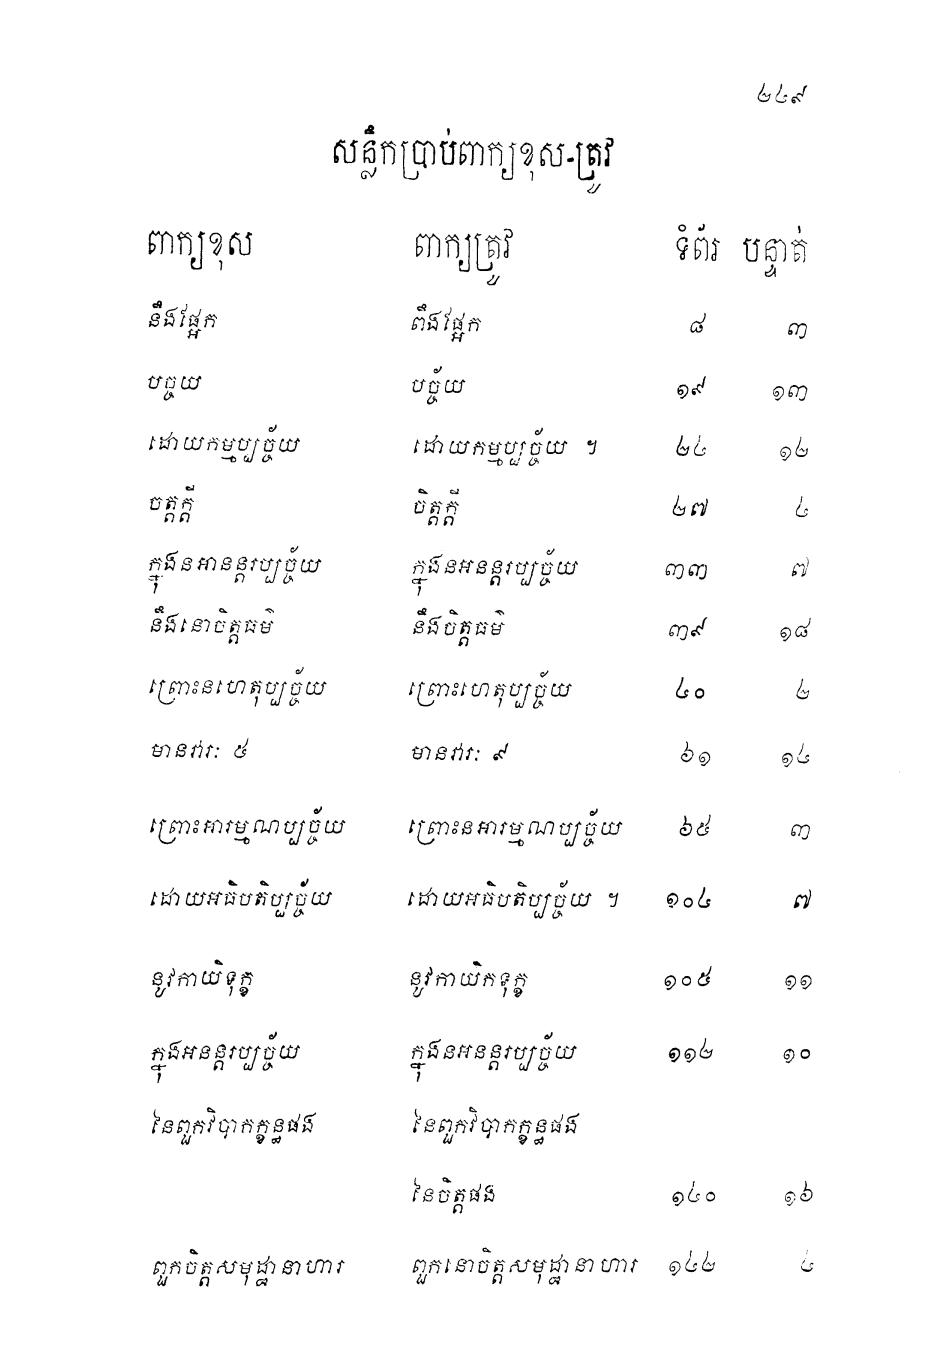 ២៤៩
សន្លឹកប្រាប់ពាក្យខុស-ត្រូវ
ពាក្យខុស ពាក្យត្រូវ ទំព័រ បន្ទាត់
នឹងផ្អែក ពឹងផ្អែក ៨ ៣
បច្ចយ បច្ច័យ ១៩ ១៣
ដោយកម្មប្បច្ច័យ ដោយកម្មប្បច្ច័យ ។ ២៤ ១២
ចត្តក្តី ចិត្តក្តី ២៧ ៤
ក្នុងនអានន្តរប្បច្ច័យ ក្នុងនអនន្តរប្បច្ច័យ ៣៣ ៧
នឹងនោចិត្តធម៌ នឹងចិត្តធម៌ ៣៩ ១៨
ព្រោះនហេតុប្បច្ច័យ ព្រោះហេតុប្បច្ច័យ ៤០ ២
មានវារៈ ៥ មានវារៈ ៩ ៦១ ១៤
ព្រោះអារម្មណប្បច្ច័យ ព្រោះនអារម្មណប្បច្ច័យ ៦៥ ៣
ដោយអធិបតិប្បច្ច័យ ដោយអធិបតិប្បច្ច័យ ។ ១០៤ ៧
នូវកាយិទុក្ខ នូវកាយិកទុក្ខ ១០៥ ១១
ក្នុងអនន្តរប្បច្ច័យ ក្នុងនអនន្តរប្បច្ច័យ ១១២ ១០
នៃពួកវិបាកក្ខន្ធផង នៃពួកវិបាកក្ខន្ធផង
នៃចិត្តផង ១៤០ ១៦
ពួកចិត្តសមុដ្ឋានាហារ ពួកនោចិត្តសមុដ្ឋានាហារ ១៤២ ៤